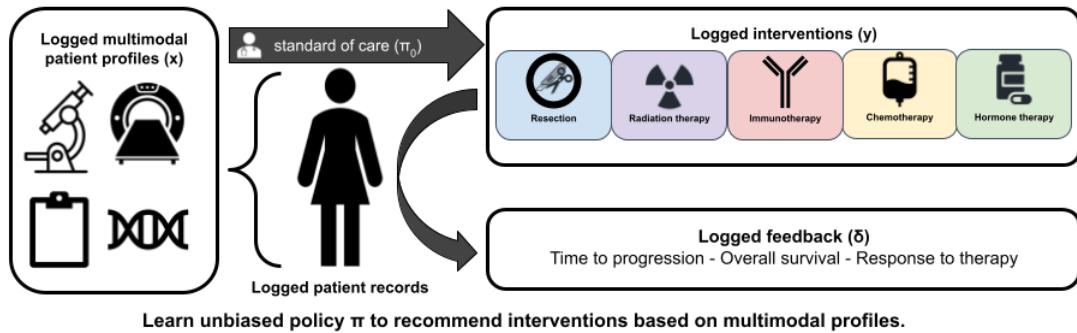 Logged multimodal
patient profiles (x)
standard of care (π₀)
Logged patient records
Logged interventions (y)
Resection
Radiation therapy
Immunotherapy
Chemotherapy
Hormone therapy
Logged feedback (δ)
Time to progression - Overall survival - Response to therapy
Learn unbiased policy π to recommend interventions based on multimodal profiles.